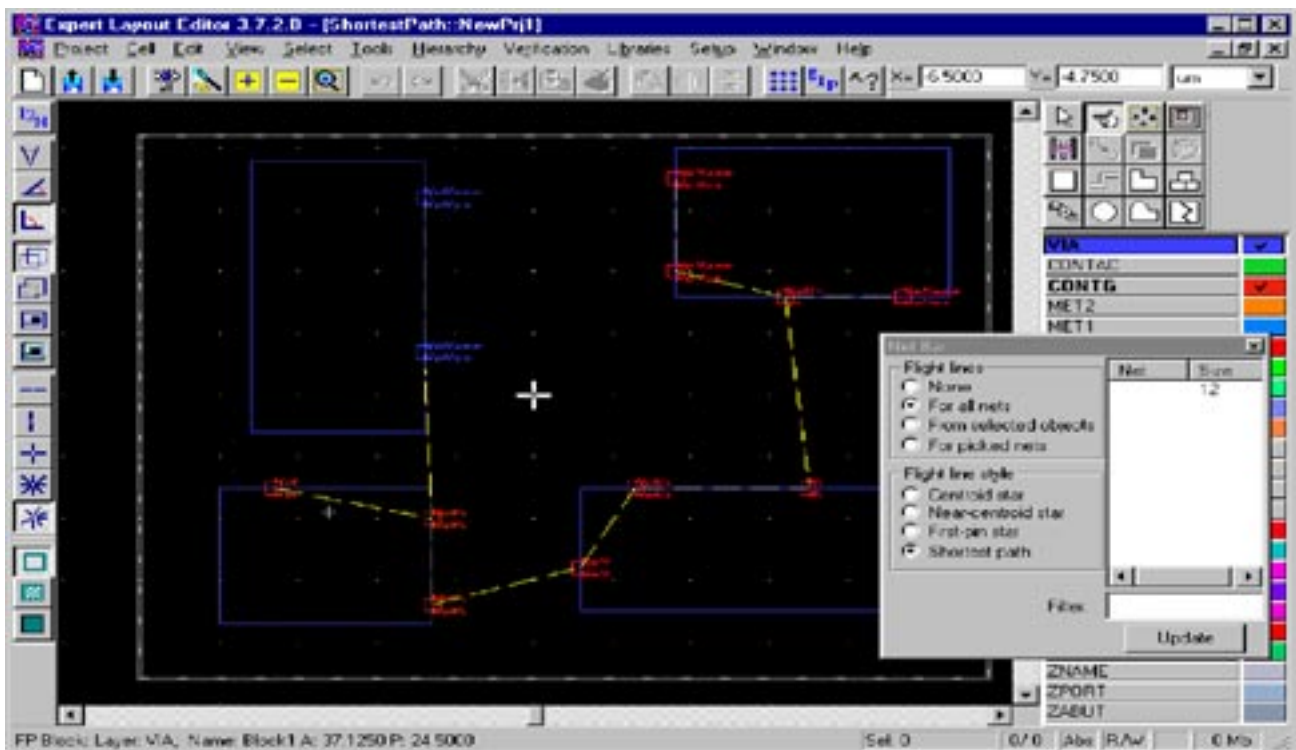 Expert Layout Editor 3.7.2.0 - [ShortestPath::NewPrj1]
Project Cell Edit View Select Tools Hierarchy Verification Libraries Setup Window Help
X= -6.5000 Y= -4.7500 um
VIA
CONTAC
CONTG
MET2
MET1
Net Bar
Flight lines
None
For all nets
From selected objects
For picked nets
Flight line style
Centroid star
Near-centroid star
First-pin star
Shortest path
Net Size
12
Filter
Update
ZNAME
ZPORT
ZABUT
FP Block: Layer: VIA, Name: Block1 A: 37.1250 P: 24.5000 Sel: 0 0/0 Abs R/w 0 Mb